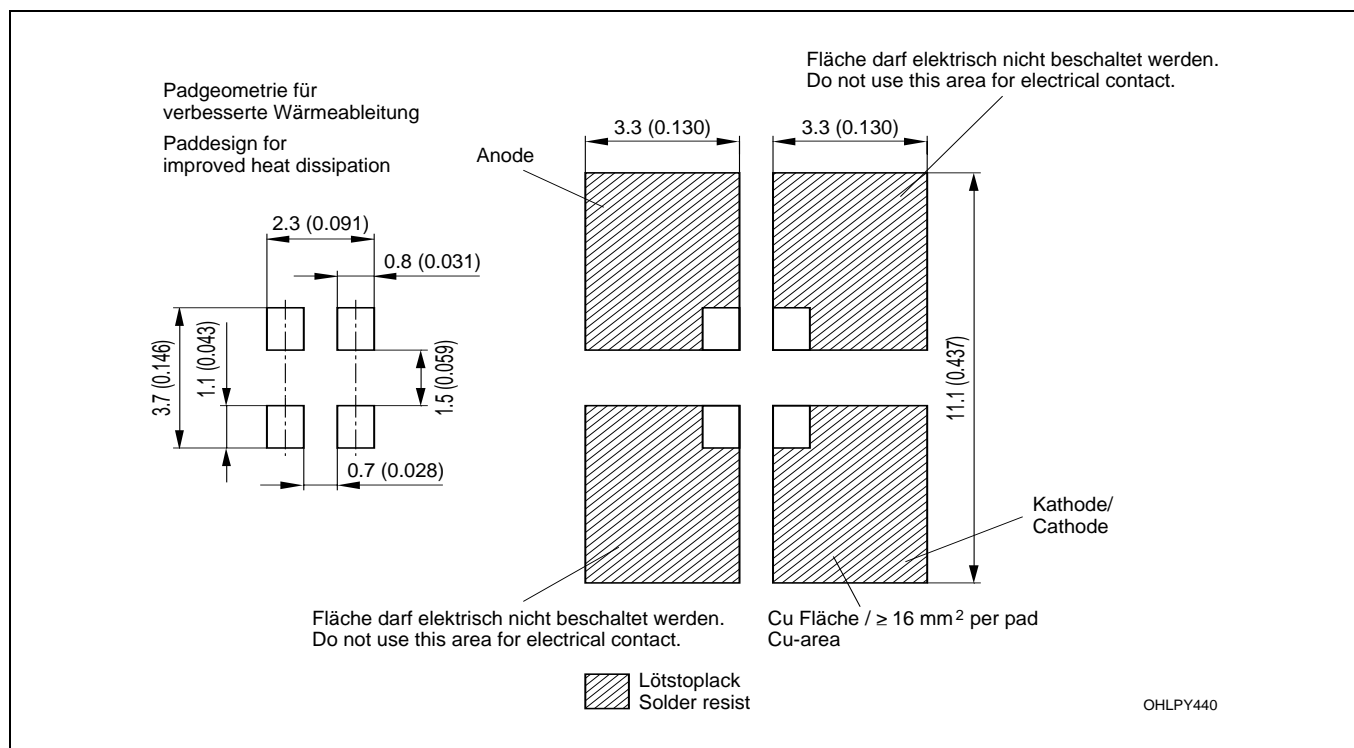 Padgeometrie für
verbesserte Wärmeableitung
Paddesign for
improved heat dissipation
Fläche darf elektrisch nicht beschaltet werden.
Do not use this area for electrical contact.
3.3 (0.130)
3.3 (0.130)
Anode
2.3 (0.091)
0.8 (0.031)
3.7 (0.146)
1.1 (0.043)
1.5 (0.059)
0.7 (0.028)
11.1 (0.437)
Kathode/
Cathode
Fläche darf elektrisch nicht beschaltet werden.
Do not use this area for electrical contact.
Cu Fläche / ≥ 16 mm² per pad
Cu-area
Lötstoplack
Solder resist
OHLPY440